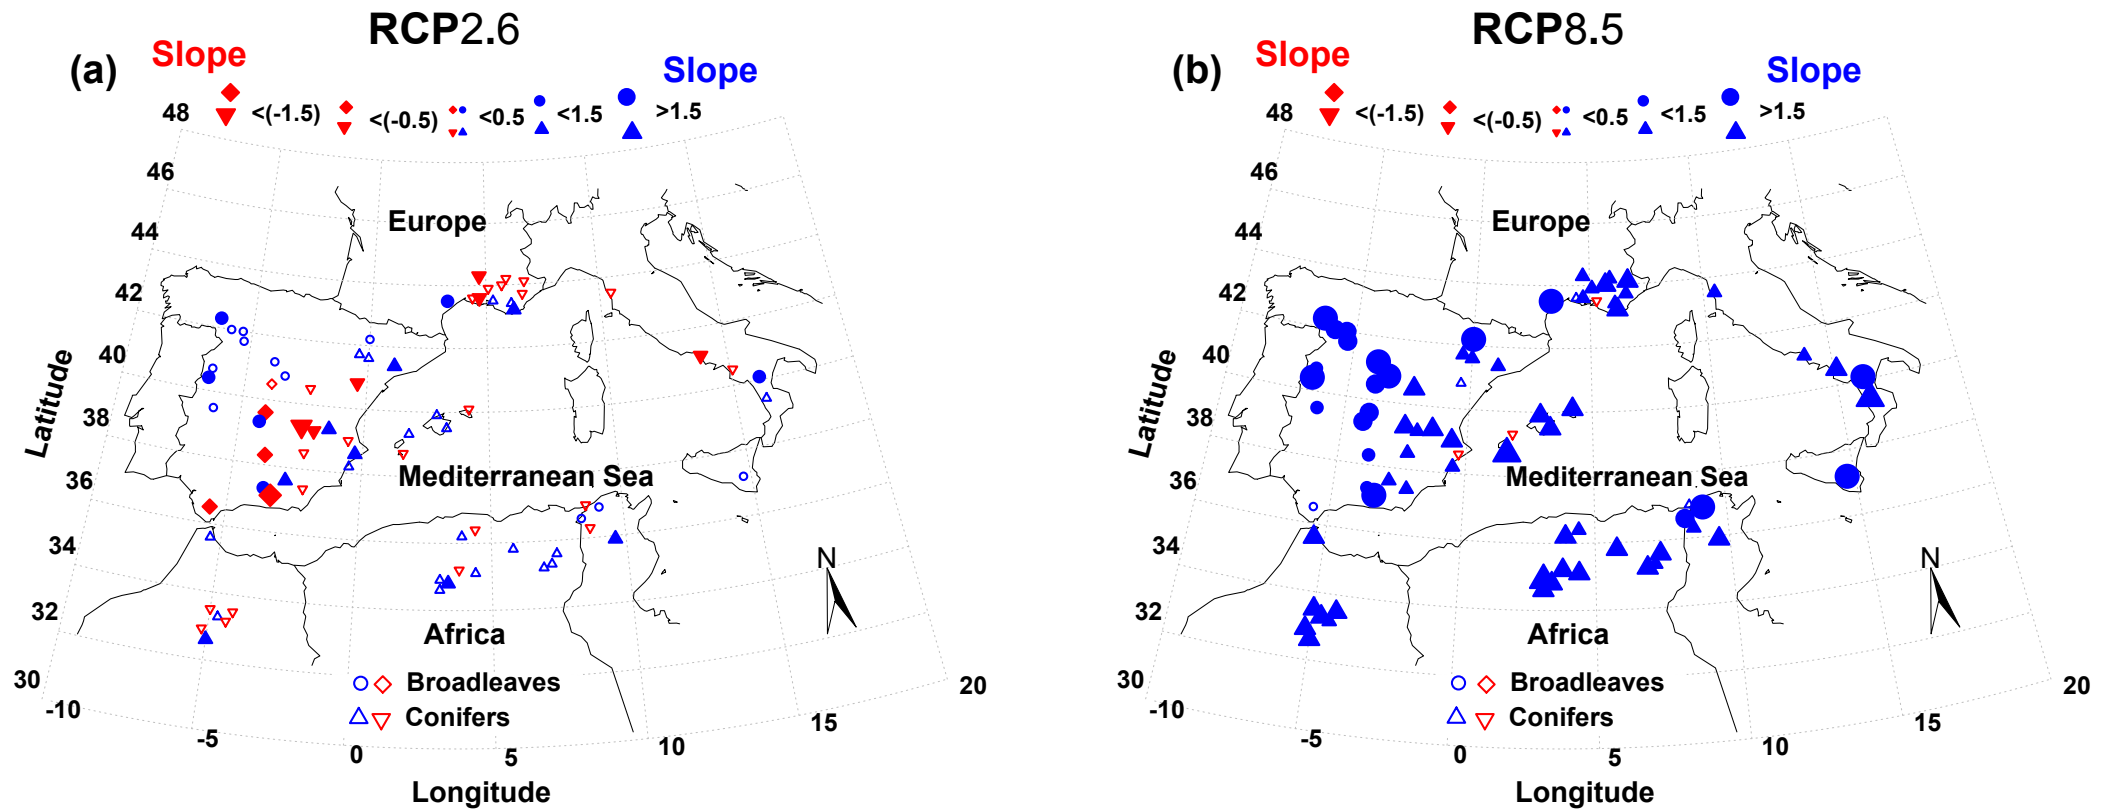 RCP2.6
(a)
Slope
Slope
<(-1.5)
<(-0.5)
<0.5
<1.5
>1.5
48
46
44
42
40
38
36
34
32
30
Latitude
Europe
Mediterranean Sea
Africa
N
Broadleaves
Conifers
-10
-5
0
5
10
15
20
Longitude
RCP8.5
(b)
Slope
Slope
<(-1.5)
<(-0.5)
<0.5
<1.5
>1.5
48
46
44
42
40
38
36
34
32
30
Latitude
Europe
Mediterranean Sea
Africa
N
Broadleaves
Conifers
-10
-5
0
5
10
15
20
Longitude